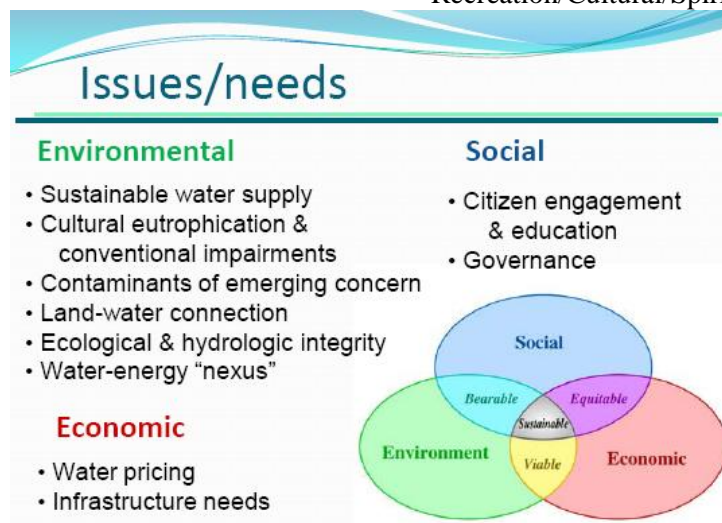 Recreation/Cultural/
Issues/needs
Environmental
• Sustainable water supply
• Cultural eutrophication &
conventional impairments
• Contaminants of emerging concern
• Land-water connection
• Ecological & hydrologic integrity
• Water-energy “nexus”
Economic
• Water pricing
• Infrastructure needs
Social
• Citizen engagement
& education
• Governance
Social
Bearable
Equitable
Sustainable
Environment
Viable
Economic